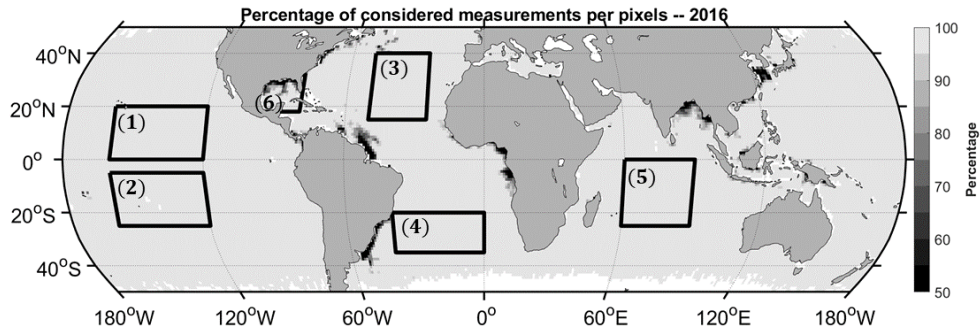 Percentage of considered measurements per pixels -- 2016
40°N
20°N
0°
20°S
40°S
(1)
(2)
(3)
(4)
(5)
(6)
180°W
120°W
60°W
0°
60°E
120°E
180°W
100
90
80
70
60
50
Percentage